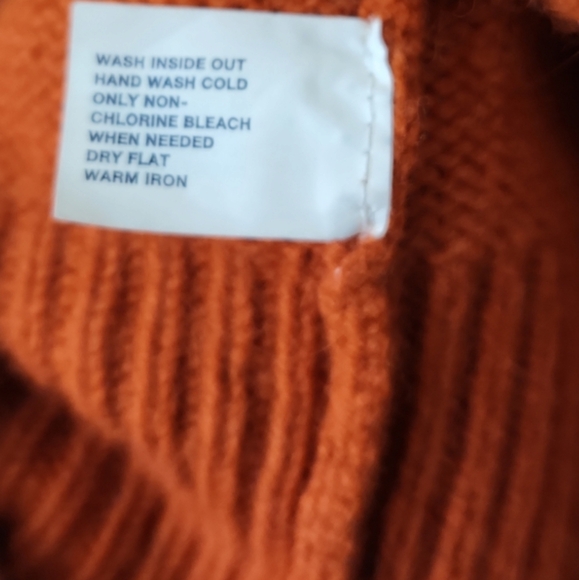 WASH INSIDE OUT
HAND WASH COLD
ONLY NON-
CHLORINE BLEACH
WHEN NEEDED
DRY FLAT
WARM IRON